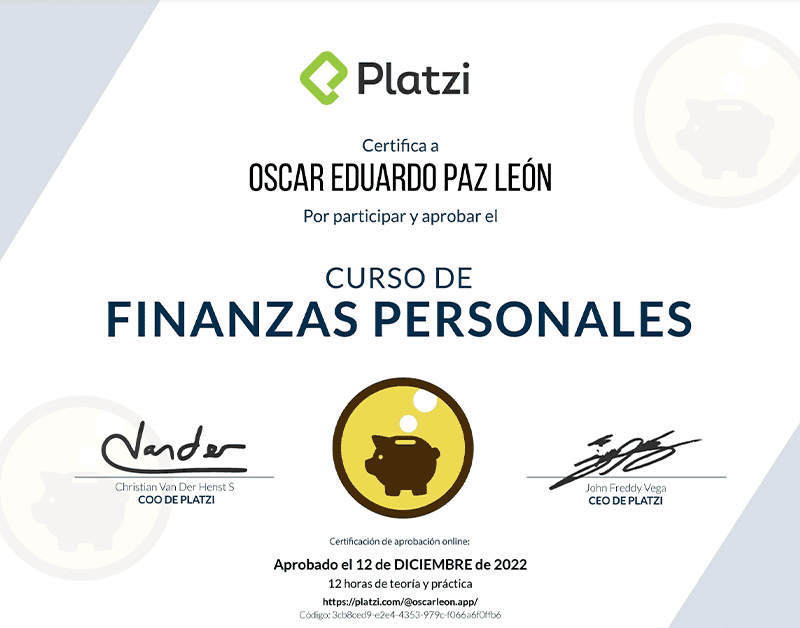 Platzi
Certifica a
OSCAR EDUARDO PAZ LEÓN
Por participar y aprobar el
CURSO DE
FINANZAS PERSONALES
Vander
Christian Van Der Henst S
COO DE PLATZI
John Freddy Vega
CEO DE PLATZI
Certificación de aprobación online:
Aprobado el 12 de DICIEMBRE de 2022
12 horas de teoría y práctica
https://platzi.com/@oscarleon.app/
Código: 3cb8ced9-e2e4-4353-979c-f066a6f0ffb6